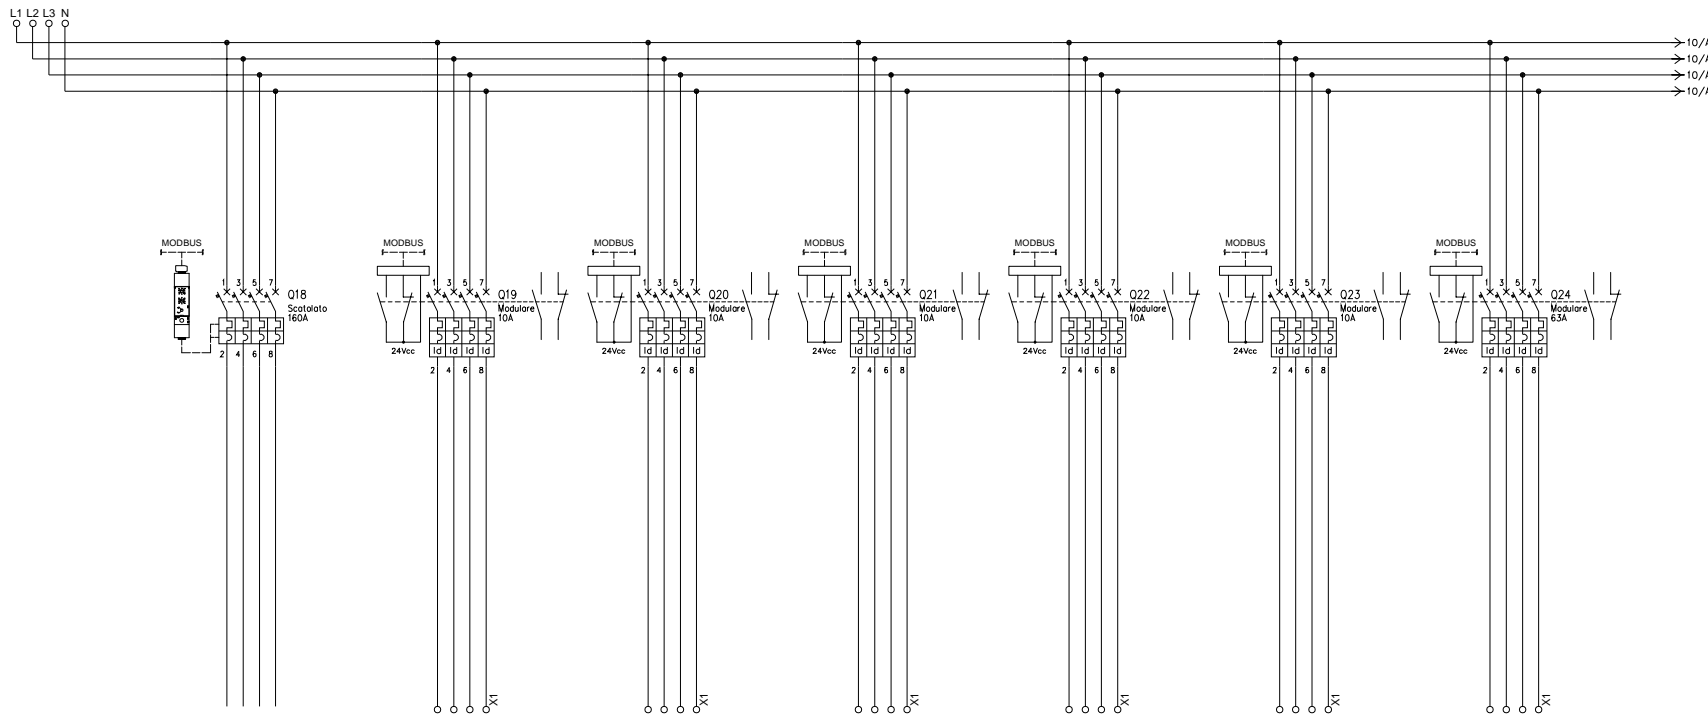 L1 L2 L3 N
10/A
10/A
10/A
10/A
MODBUS MODBUS MODBUS MODBUS MODBUS MODBUS MODBUS
1 3 5 7 1 3 5 7 1 3 5 7 1 3 5 7 1 3 5 7 1 3 5 7 1 3 5 7
Q18 Q19 Q20 Q21 Q22 Q23 Q24
Scatolato Modulare Modulare Modulare Modulare Modulare Modulare
160A 10A 10A 10A 10A 10A 63A
24Vcc Id Id Id Id 24Vcc Id Id Id Id 24Vcc Id Id Id Id 24Vcc Id Id Id Id 24Vcc Id Id Id Id 24Vcc Id Id Id Id
2 4 6 8 2 4 6 8 2 4 6 8 2 4 6 8 2 4 6 8 2 4 6 8 2 4 6 8
X1 X1 X1 X1 X1 X1